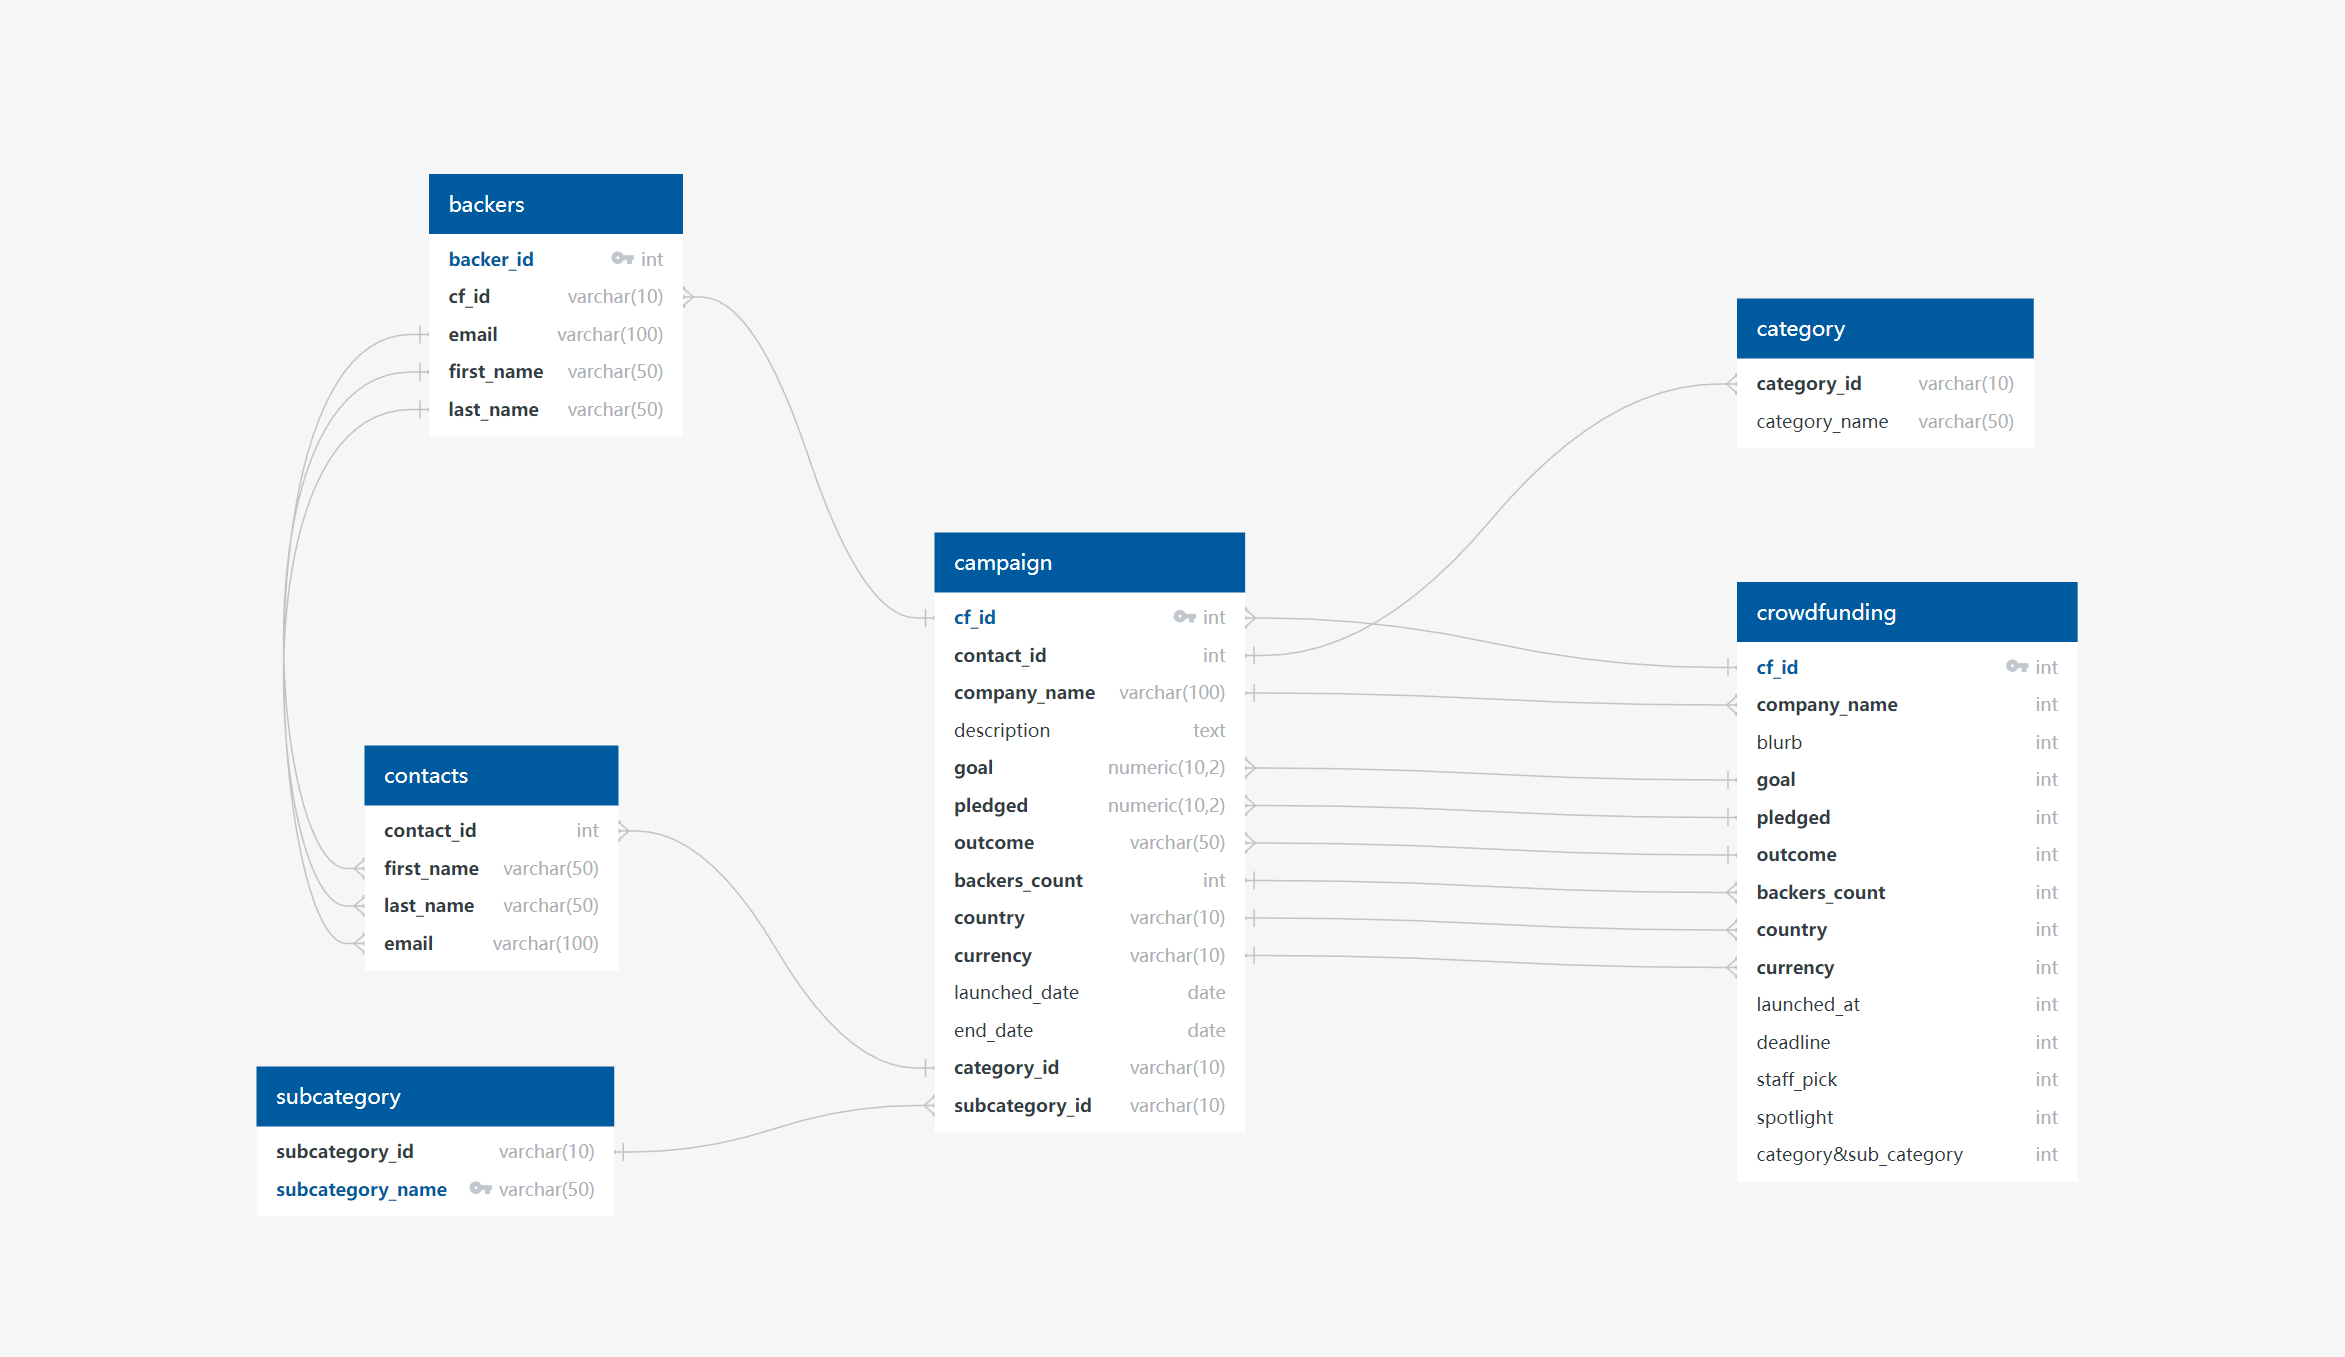 backers
backer_id int
cf_id varchar(10)
email varchar(100)
first_name varchar(50)
last_name varchar(50)
category
category_id varchar(10)
category_name varchar(50)
campaign
cf_id int
contact_id int
company_name varchar(100)
description text
goal numeric(10,2)
pledged numeric(10,2)
outcome varchar(50)
backers_count int
country varchar(10)
currency varchar(10)
launched_date date
end_date date
category_id varchar(10)
subcategory_id varchar(10)
crowdfunding
cf_id int
company_name int
blurb int
goal int
pledged int
outcome int
backers_count int
country int
currency int
launched_at int
deadline int
staff_pick int
spotlight int
category&sub_category int
contacts
contact_id int
first_name varchar(50)
last_name varchar(50)
email varchar(100)
subcategory
subcategory_id varchar(10)
subcategory_name varchar(50)